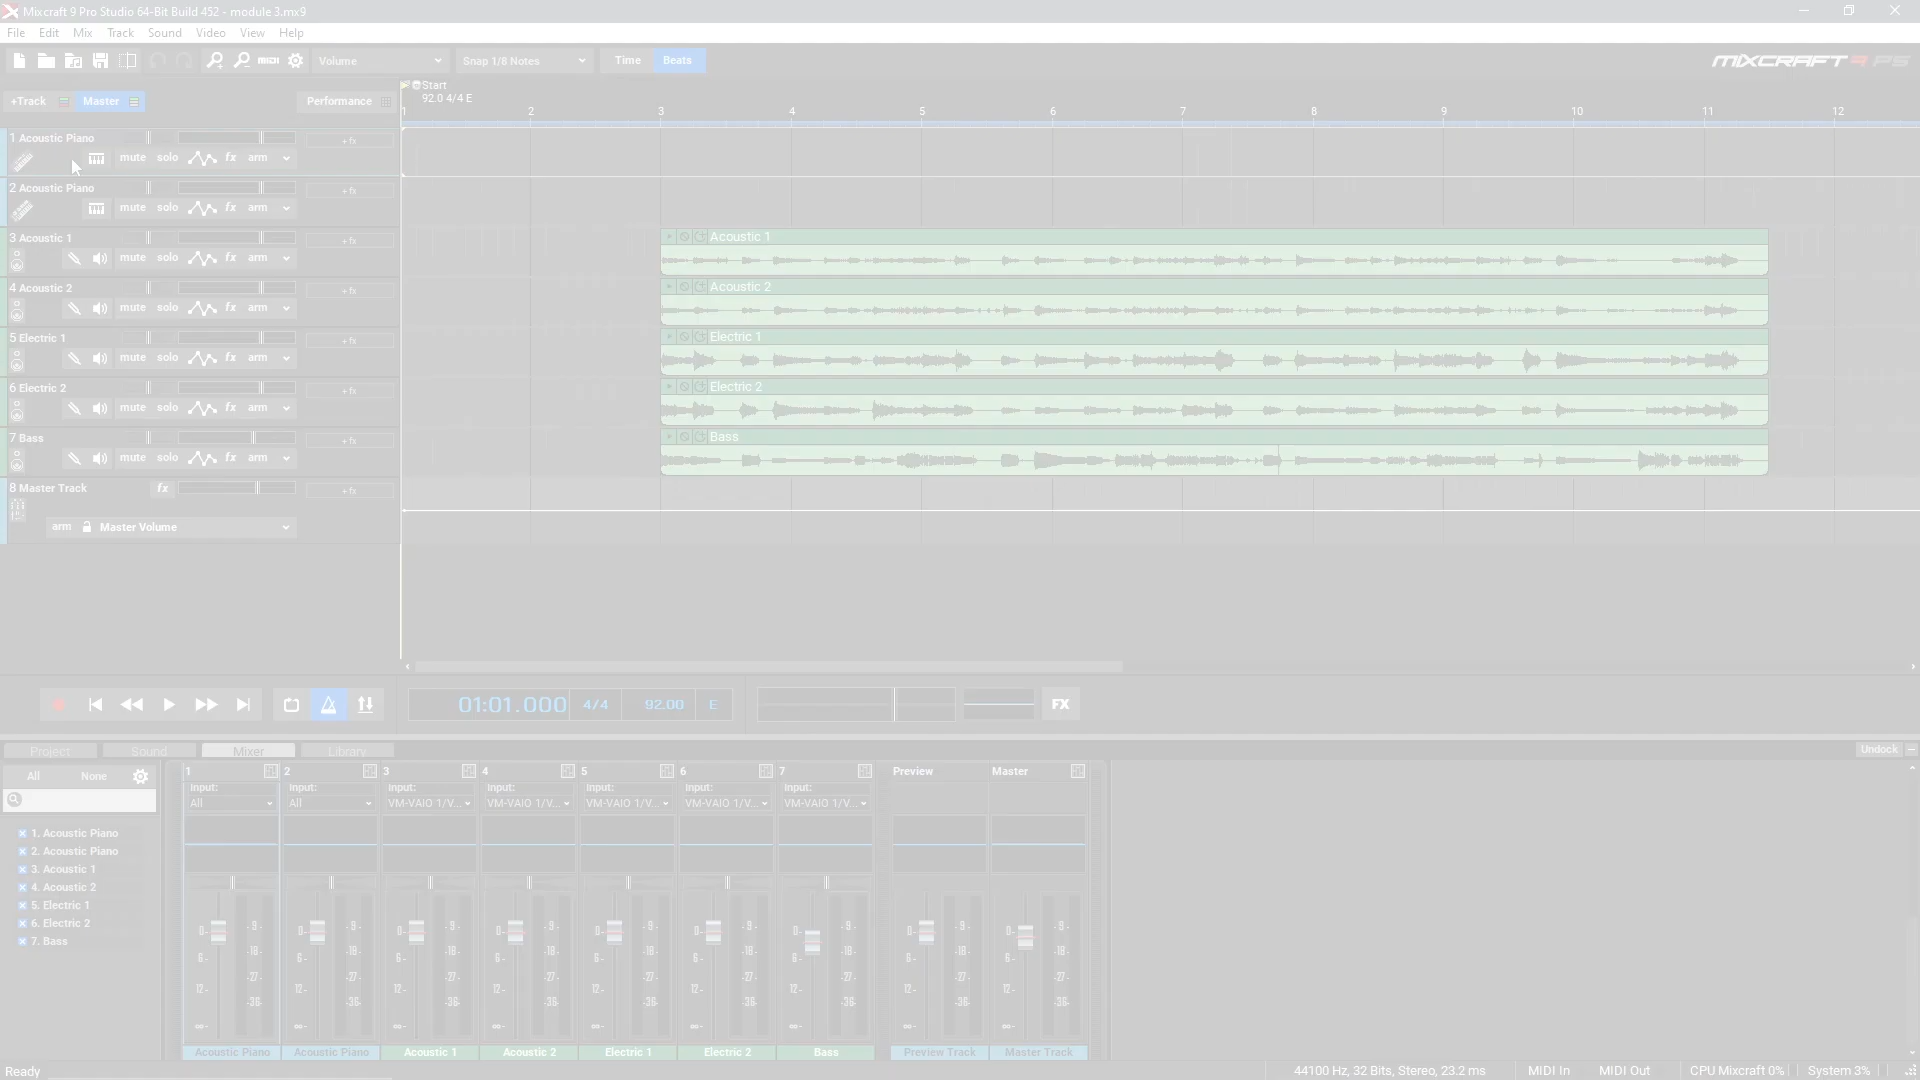 Mixcraft 9 Pro Studio 64-Bit Build 452 - module 3.mx9
File Edit Mix Track Sound Video View Help
MIDI Volume Snap 1/8 Notes Time Beats MIXCRAFT 9 PS
Start
+Track Master Performance 92.0 4/4 E
1 2 3 4 5 6 7 8 9 10 11 12
1 Acoustic Piano +fx
mute solo fx arm
2 Acoustic Piano +fx
mute solo fx arm
3 Acoustic 1 +fx Acoustic 1
mute solo fx arm
4 Acoustic 2 +fx Acoustic 2
mute solo fx arm
5 Electric 1 +fx Electric 1
mute solo fx arm
6 Electric 2 +fx Electric 2
mute solo fx arm
7 Bass +fx Bass
mute solo fx arm
8 Master Track fx +fx
arm Master Volume
01:01.000 4/4 92.00 E FX
Project Sound Mixer Library Undock
All None 1 2 3 4 5 6 7 Preview Master
Input: Input: Input: Input: Input: Input: Input:
All All VM-VAIO 1/V... VM-VAIO 1/V... VM-VAIO 1/V... VM-VAIO 1/V... VM-VAIO 1/V...
1. Acoustic Piano
2. Acoustic Piano
3. Acoustic 1
4. Acoustic 2
5. Electric 1
6. Electric 2
7. Bass
0- -9- 0- -9- 0- -9- 0- -9- 0- -9- 0- -9- 0- -9- 0- -9- 0- -9-
6- -18- 6- -18- 6- -18- 6- -18- 6- -18- 6- -18- 6- -18- 6- -18- 6- -18-
12- -27- 12- -27- 12- -27- 12- -27- 12- -27- 12- -27- 12- -27- 12- -27- 12- -27-
-36- -36- -36- -36- -36- -36- -36- -36- -36-
∞- ∞- ∞- ∞- ∞- ∞- ∞- ∞- ∞-
Acoustic Piano Acoustic Piano Acoustic 1 Acoustic 2 Electric 1 Electric 2 Bass Preview Track Master Track
Ready 44100 Hz, 32 Bits, Stereo, 23.2 ms MIDI In MIDI Out CPU Mixcraft 0% System 3%